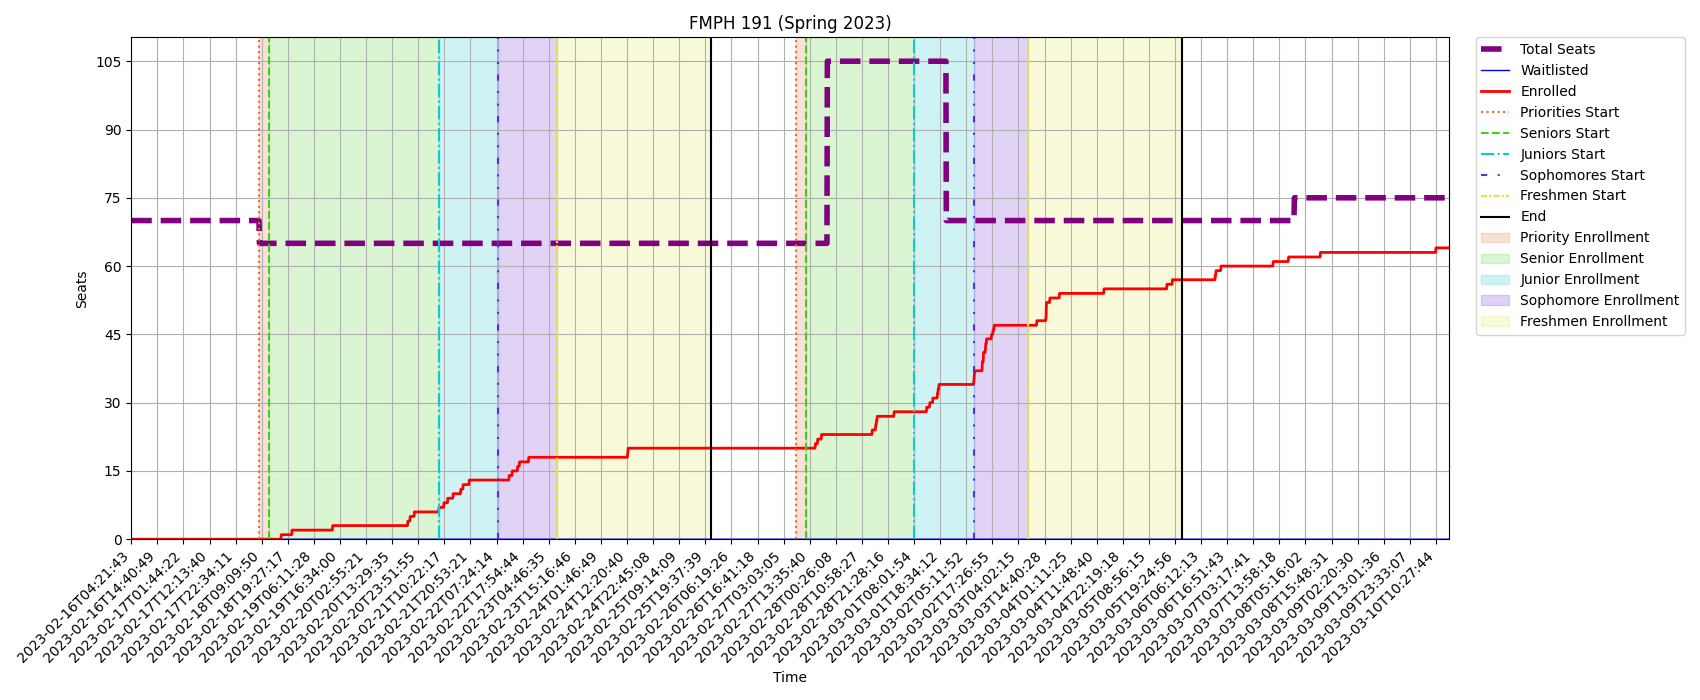 FMPH 191 (Spring 2023)
105
90
75
60
45
30
15
0
Seats
2023-02-16T04:21:43
2023-02-16T14:40:49
2023-02-17T01:44:22
2023-02-17T12:13:40
2023-02-17T22:34:11
2023-02-18T09:09:50
2023-02-18T19:27:17
2023-02-19T06:11:28
2023-02-19T16:34:00
2023-02-20T02:55:21
2023-02-20T13:29:35
2023-02-20T23:51:55
2023-02-21T10:22:17
2023-02-21T20:53:21
2023-02-22T07:24:14
2023-02-22T17:54:44
2023-02-23T04:46:35
2023-02-23T15:16:46
2023-02-24T01:46:49
2023-02-24T12:20:40
2023-02-24T22:45:08
2023-02-25T09:14:09
2023-02-25T19:37:39
2023-02-26T06:19:26
2023-02-26T16:41:18
2023-02-27T03:03:05
2023-02-27T13:35:40
2023-02-28T00:26:08
2023-02-28T10:58:27
2023-02-28T21:28:16
2023-03-01T08:01:54
2023-03-01T18:34:12
2023-03-02T05:11:52
2023-03-02T17:26:55
2023-03-03T04:02:15
2023-03-03T14:40:28
2023-03-04T01:11:25
2023-03-04T11:48:40
2023-03-04T22:19:18
2023-03-05T08:56:15
2023-03-05T19:24:56
2023-03-06T06:12:13
2023-03-06T16:51:43
2023-03-07T03:17:41
2023-03-07T13:58:18
2023-03-08T05:16:02
2023-03-08T15:48:31
2023-03-09T02:20:30
2023-03-09T13:01:36
2023-03-09T23:33:07
2023-03-10T10:27:44
Time
Total Seats
Waitlisted
Enrolled
Priorities Start
Seniors Start
Juniors Start
Sophomores Start
Freshmen Start
End
Priority Enrollment
Senior Enrollment
Junior Enrollment
Sophomore Enrollment
Freshmen Enrollment